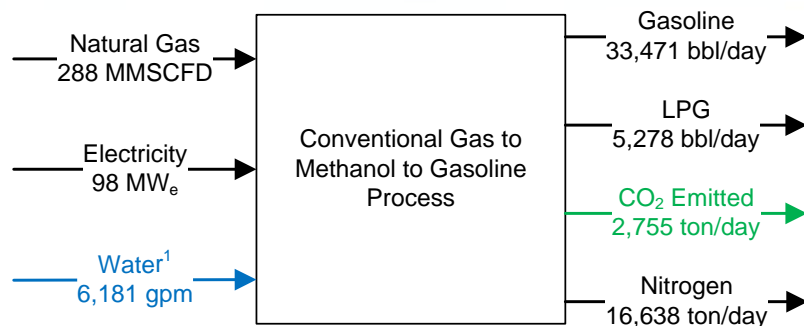 Natural Gas
288 MMSCFD
Electricity
98 MWₑ
Water¹
6,181 gpm
Conventional Gas to
Methanol to Gasoline
Process
Gasoline
33,471 bbl/day
LPG
5,278 bbl/day
CO₂ Emitted
2,755 ton/day
Nitrogen
16,638 ton/day